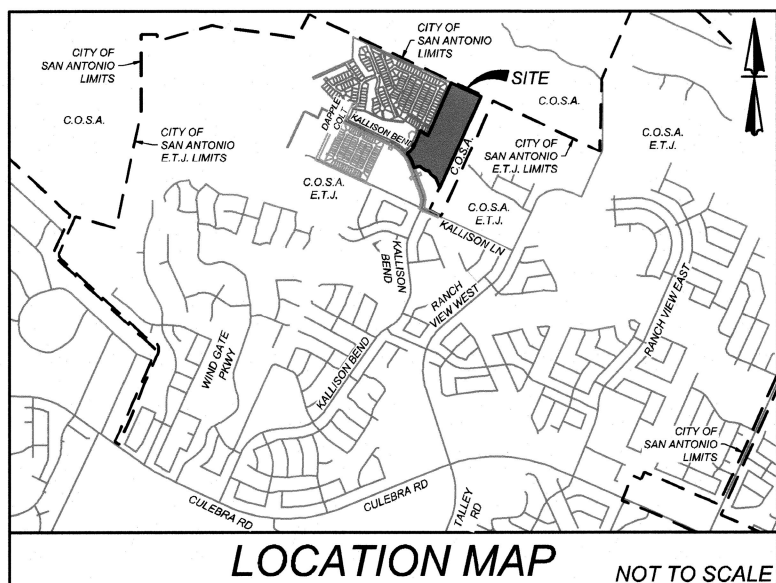 CITY OF
SAN ANTONIO
LIMITS
CITY OF
SAN ANTONIO
LIMITS
SITE
C.O.S.A.
C.O.S.A.
CITY OF
SAN ANTONIO
E.T.J. LIMITS
DAPPLE
COLT
KALLISON BEND
C.O.S.A.
CITY OF
SAN ANTONIO
E.T.J. LIMITS
C.O.S.A.
E.T.J.
C.O.S.A.
E.T.J.
C.O.S.A.
E.T.J.
KALLISON LN
KALLISON
BEND
RANCH
VIEW WEST
RANCH VIEW EAST
WIND GATE
PKWY
KALLISON BEND
CITY OF
SAN ANTONIO
LIMITS
CULEBRA RD
CULEBRA RD
TALLEY
RD
LOCATION MAP
NOT TO SCALE